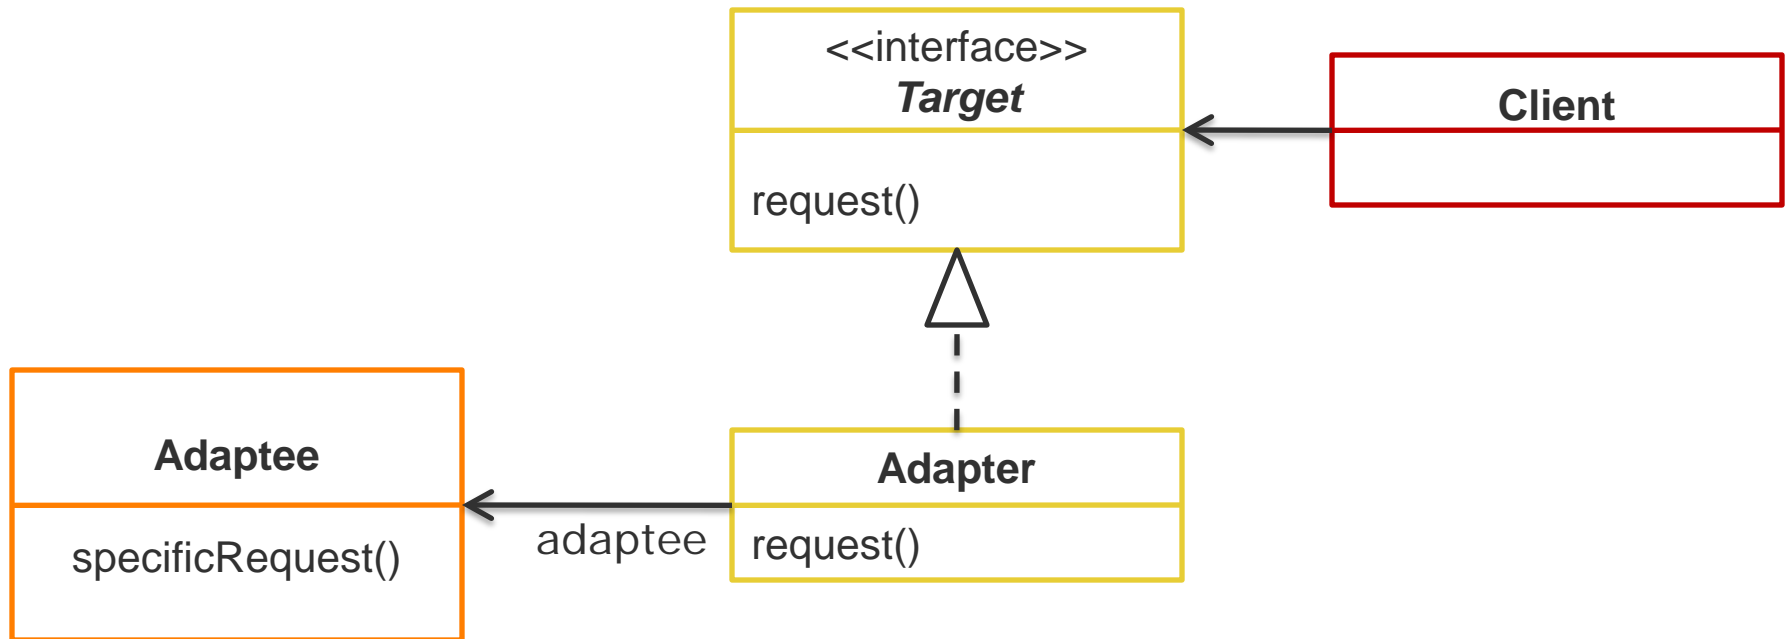 <<interface>>
Target
request()
Client
Adaptee
specificRequest()
adaptee
Adapter
request()